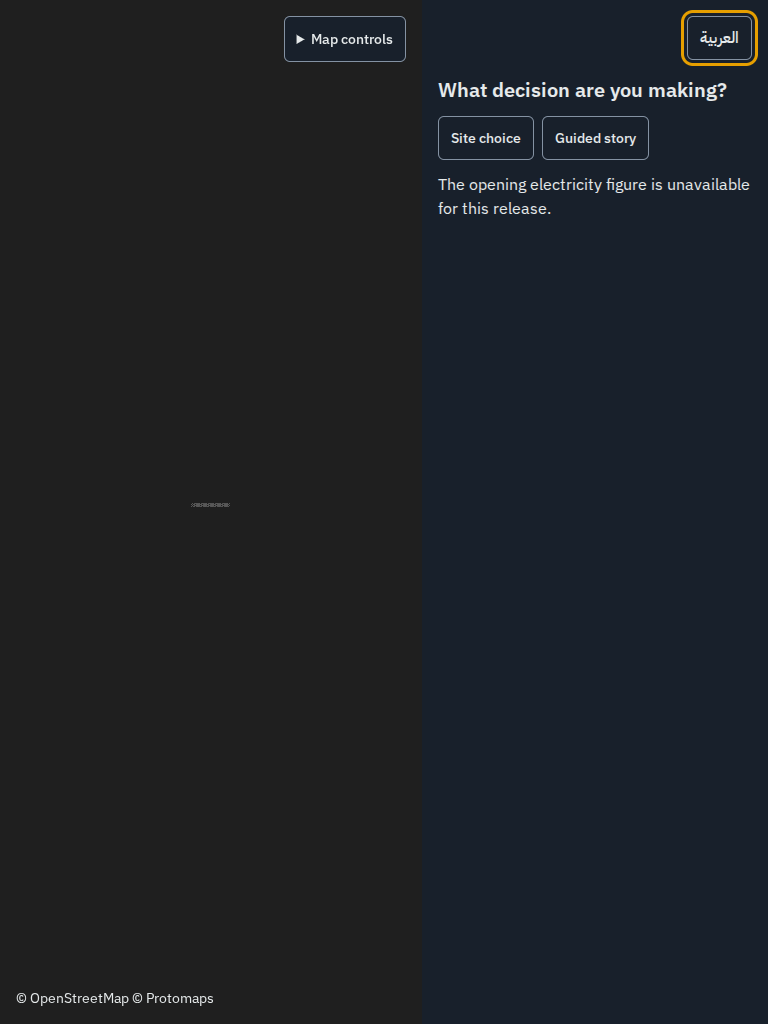 Map controls
العربية
What decision are you making?
Site choice
Guided story
The opening electricity figure is unavailable
for this release.
© OpenStreetMap © Protomaps